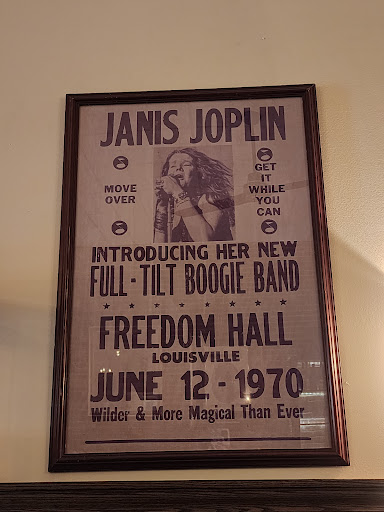 JANIS JOPLIN
MOVE
OVER
GET
IT
WHILE
YOU
CAN
INTRODUCING HER NEW
FULL-TILT BOOGIE BAND
FREEDOM HALL
LOUISVILLE
JUNE 12-1970
Wilder & More Magical Than Ever